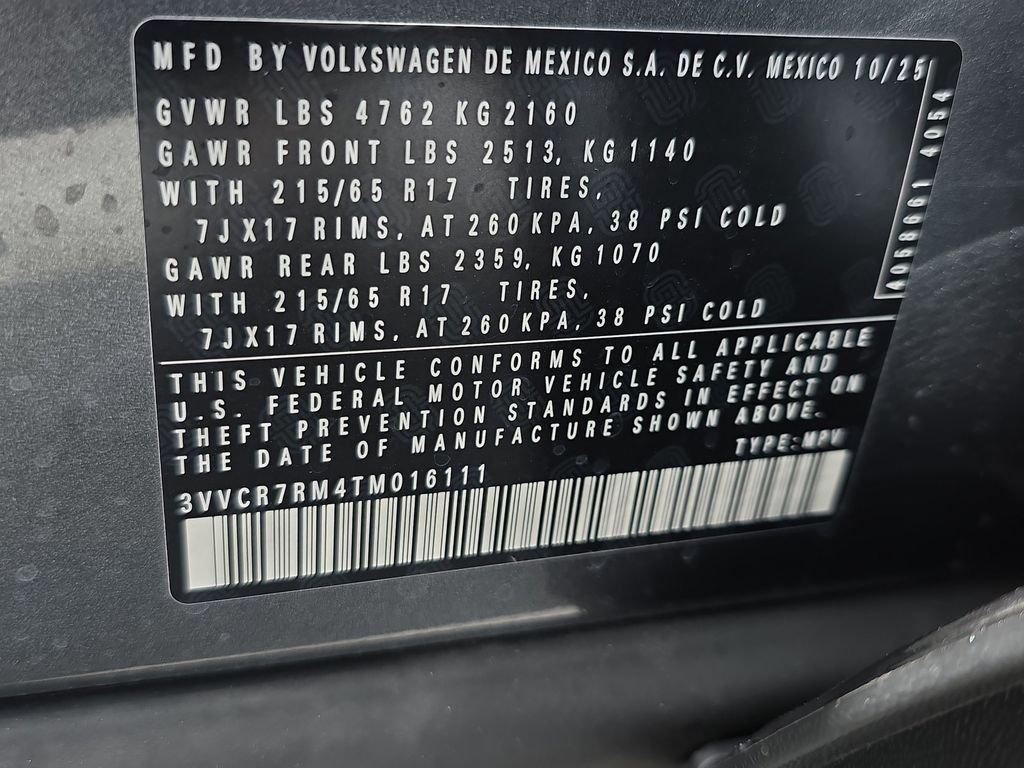 MFD BY VOLKSWAGEN DE MEXICO S.A. DE C.V. MEXICO 10/25
GVWR LBS 4762 KG 2160
GAWR FRONT LBS 2513, KG 1140
WITH 215/65 R17 TIRES,
7JX17 RIMS, AT 260 KPA, 38 PSI COLD
GAWR REAR LBS 2359, KG 1070
WITH 215/65 R17 TIRES,
7JX17 RIMS, AT 260 KPA, 38 PSI COLD
THIS VEHICLE CONFORMS TO ALL APPLICABLE
U.S. FEDERAL MOTOR VEHICLE SAFETY AND
THEFT PREVENTION STANDARDS IN EFFECT ON
THE DATE OF MANUFACTURE SHOWN ABOVE.
TYPE:MPV
3VVCR7RM4TM016111
A058661 4054